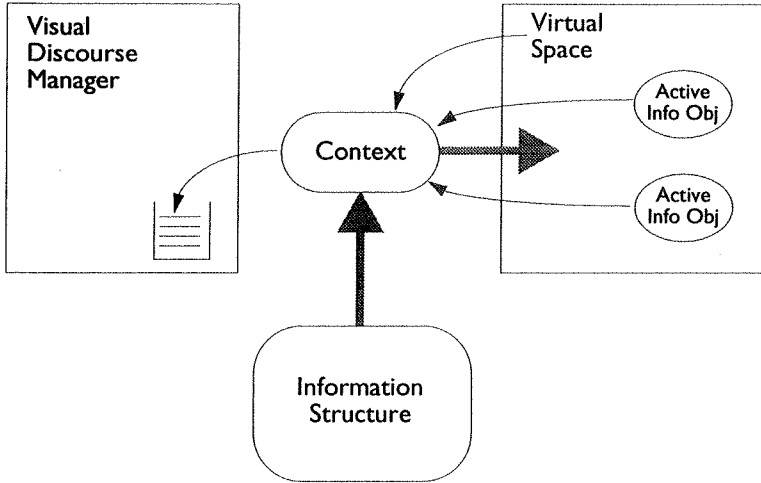 Visual
Discourse
Manager
Virtual
Space
Active
Info Obj
Context
Active
Info Obj
Information
Structure